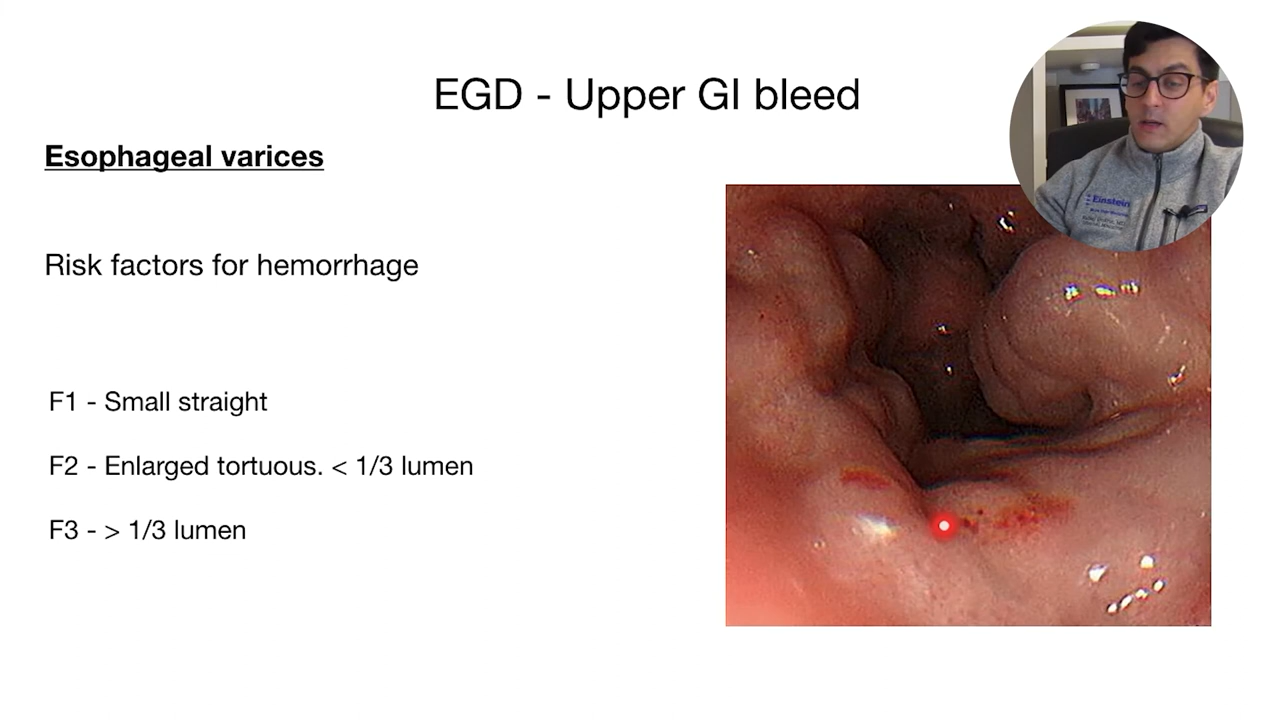 EGD - Upper GI bleed
Esophageal varices
Risk factors for hemorrhage
F1 - Small straight
F2 - Enlarged tortuous. < 1/3 lumen
F3 - > 1/3 lumen
Einstein